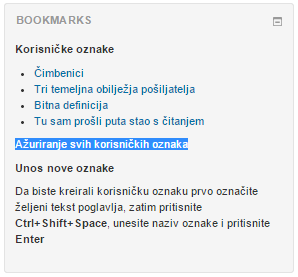 BOOKMARKS
Korisničke oznake
Čimbenici
Tri temeljna obilježja pošiljatelja
Bitna definicija
Tu sam prošli puta stao s čitanjem
Ažuriranje svih korisničkih oznaka
Unos nove oznake
Da biste kreirali korisničku oznaku prvo označite
željeni tekst poglavlja, zatim pritisnite
Ctrl+Shift+Space, unesite naziv oznake i pritisnite
Enter